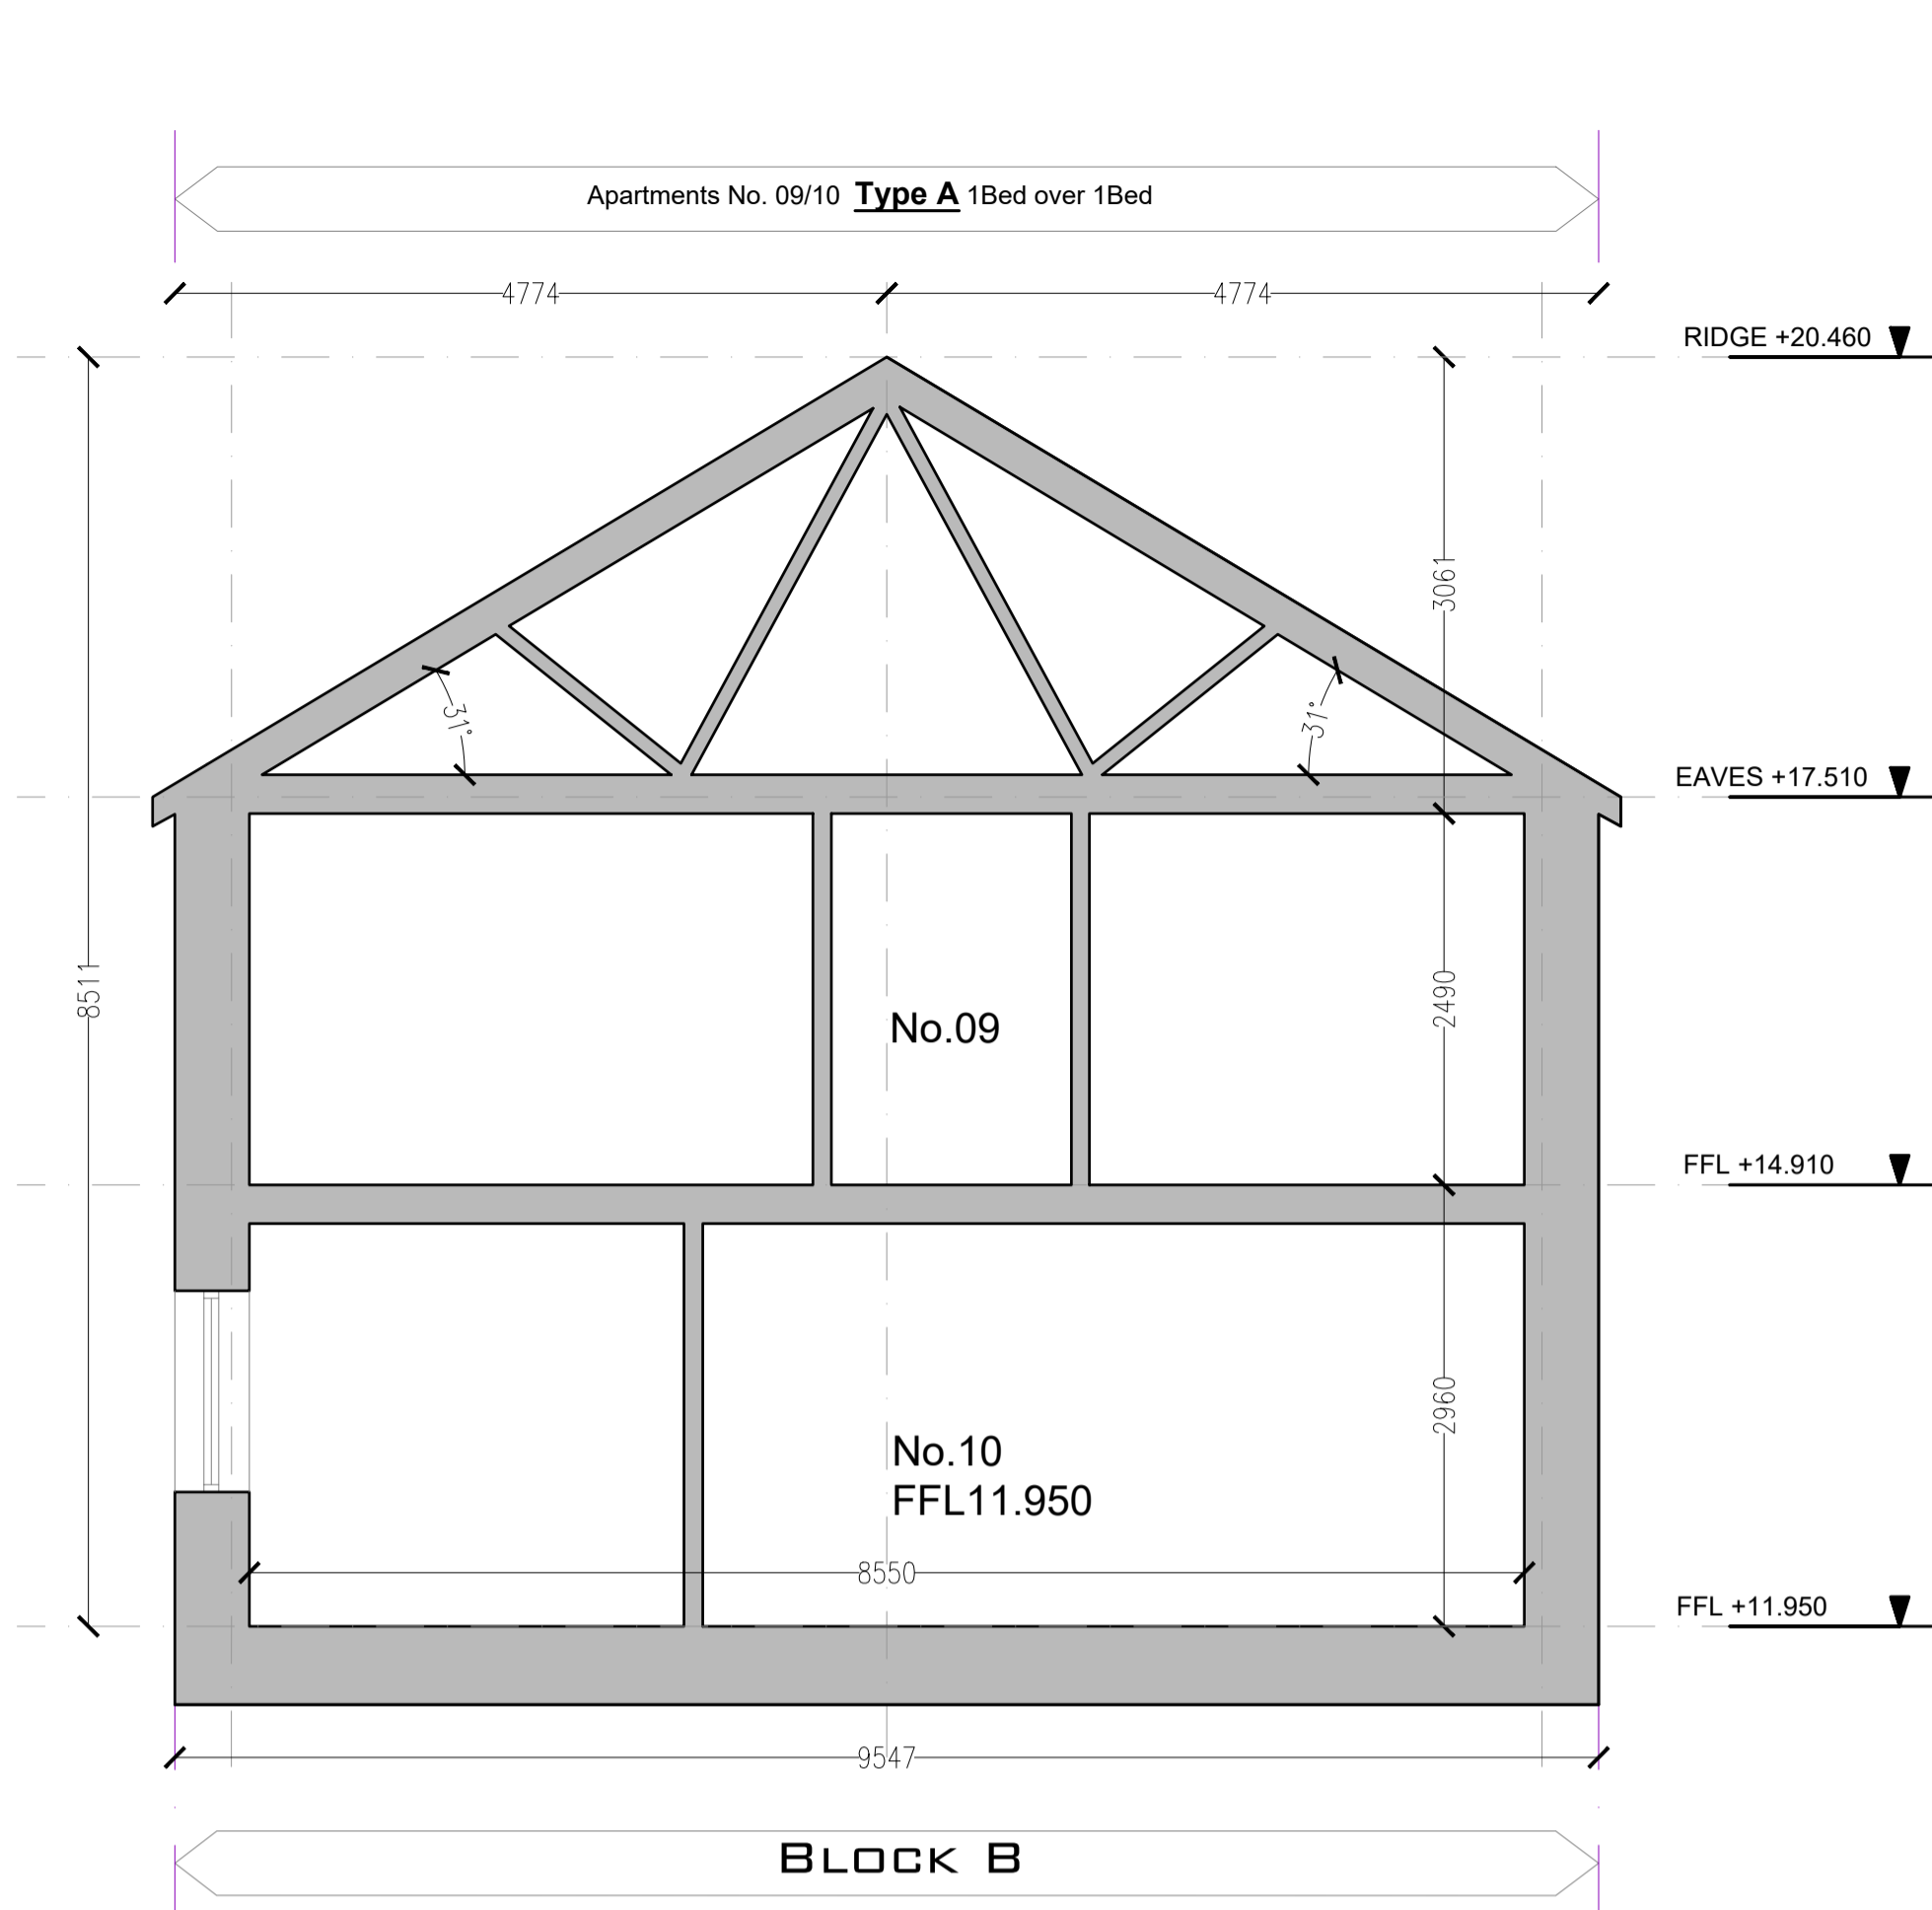 Apartments No. 09/10 Type A 1Bed over 1Bed
4774 4774
RIDGE +20.460
3061
31° 31°
EAVES +17.510
8511
2490
No.09
FFL +14.910
2960
No.10
FFL11.950
8550
FFL +11.950
9547
BLOCK B